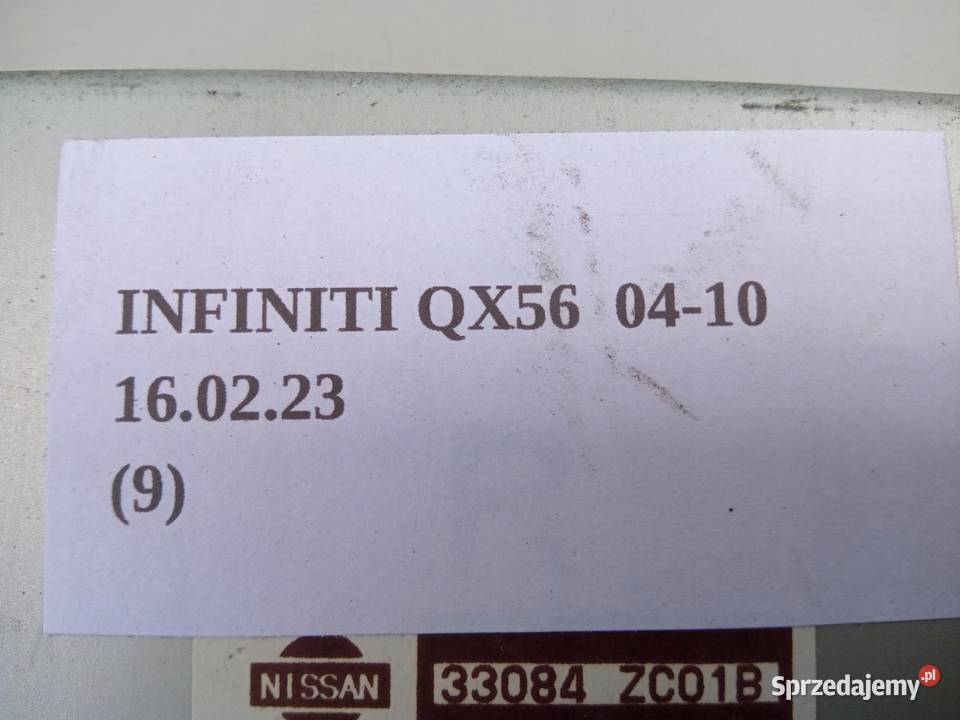 INFINITI QX56 04-10
16.02.23
(9)
NISSAN 33084 ZC01B
Sprzedajemy.pl